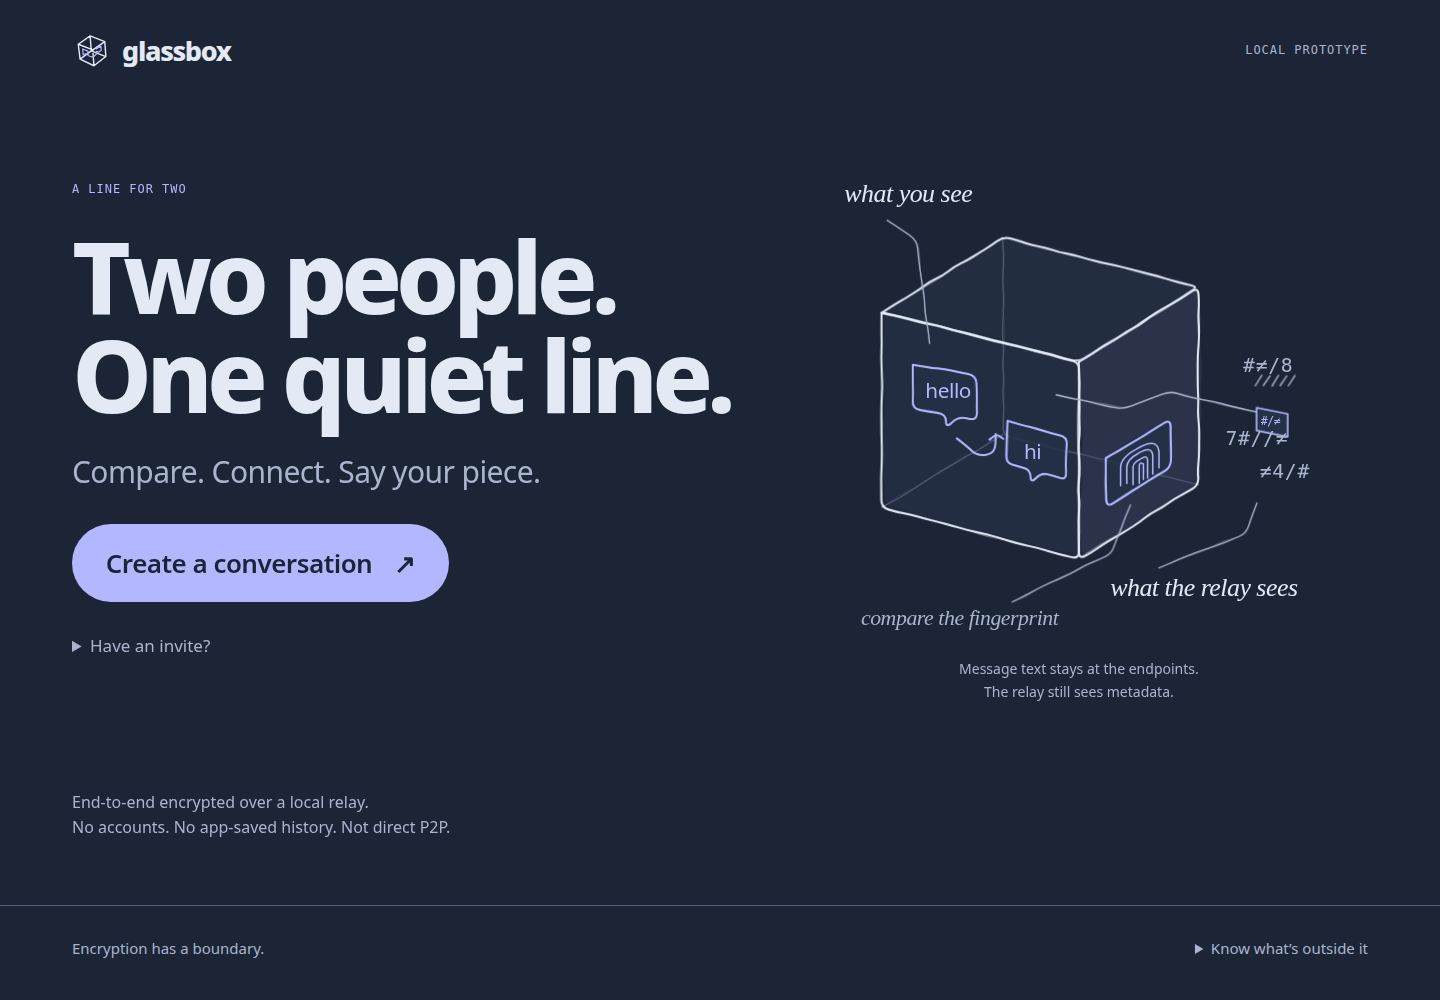 glassbox
LOCAL PROTOTYPE
A LINE FOR TWO
Two people.
One quiet line.
Compare. Connect. Say your piece.
Create a conversation ↗
▶ Have an invite?
what you see
hello
hi
#≠/8
/////
#/≠
7#//≠
≠4/#
what the relay sees
compare the fingerprint
Message text stays at the endpoints.
The relay still sees metadata.
End-to-end encrypted over a local relay.
No accounts. No app-saved history. Not direct P2P.
Encryption has a boundary.
▶ Know what’s outside it